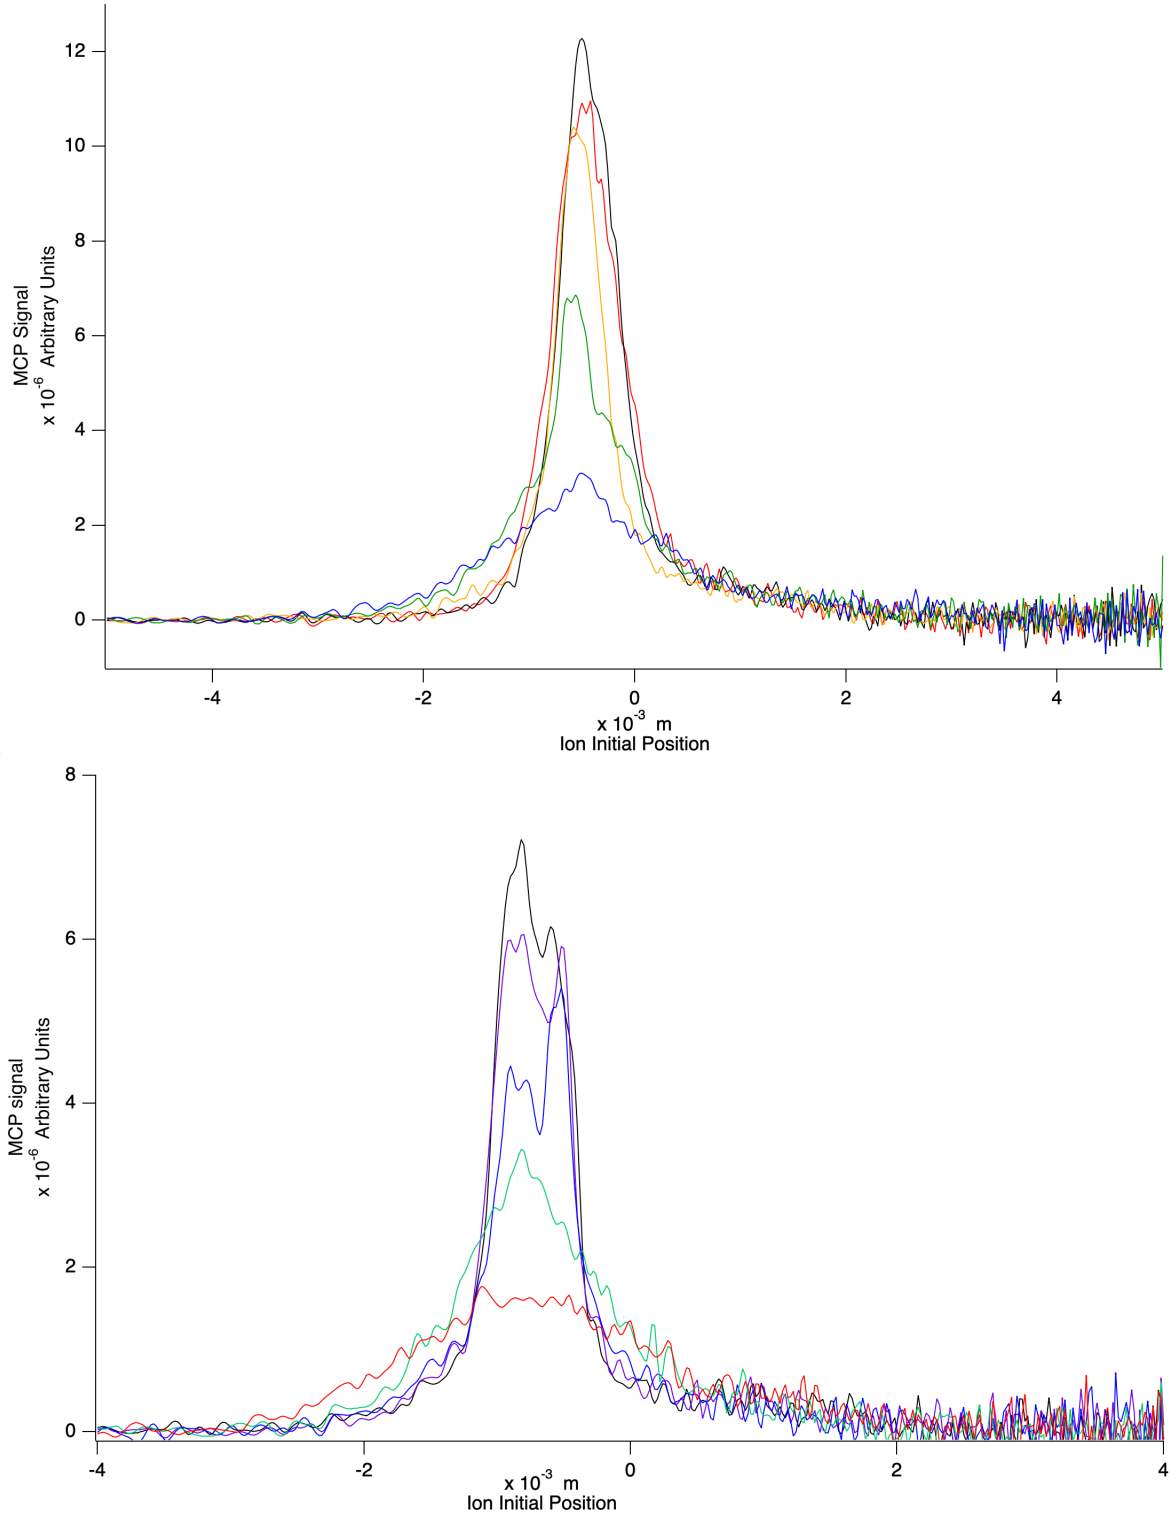 12
10
8
6
4
2
0
MCP Signal
x 10-6 Arbitrary Units
-4 -2 0 2 4
x 10-3 m
Ion Initial Position
8
6
4
2
0
MCP signal
x 10-6 Arbitrary Units
-4 -2 0 2 4
x 10-3 m
Ion Initial Position